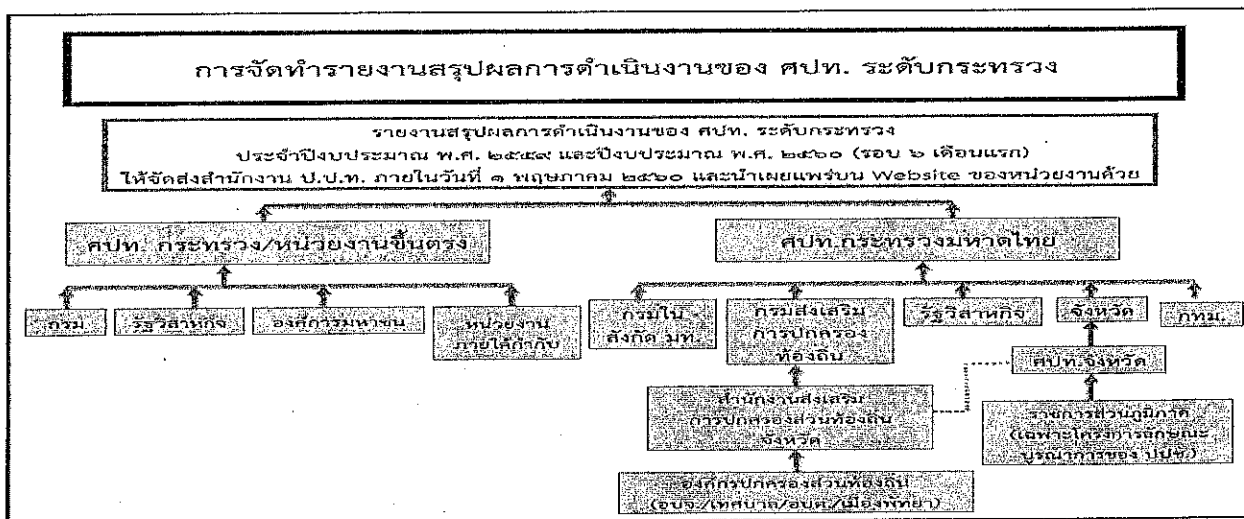 การจัดทำรายงานสรุปผลการดำเนินงานของ ศปท. ระดับกระทรวง
รายงานสรุปผลการดำเนินงานของ ศปท. ระดับกระทรวง
ประจำปีงบประมาณ พ.ศ. ๒๕๕๙ และปีงบประมาณ พ.ศ. ๒๕๖๐ (รอบ ๖ เดือนแรก)
ให้จัดส่งสำนักงาน ป.ป.ท. ภายในวันที่ ๑ พฤษภาคม ๒๕๖๐ และนำเผยแพร่บน Website ของหน่วยงานด้วย
ศปท. กระทรวง/หน่วยงานขึ้นตรง
ศปท.กระทรวงมหาดไทย
กรม
รัฐวิสาหกิจ
องค์การมหาชน
หน่วยงาน
ภายใต้กำกับ
กรมใน
สังกัด มท.
กรมส่งเสริม
การปกครอง
ท้องถิ่น
รัฐวิสาหกิจ
จังหวัด
กทม.
ศปท.จังหวัด
สำนักงานส่งเสริม
การปกครองส่วนท้องถิ่น
จังหวัด
ราชการส่วนภูมิภาค
(เฉพาะโครงการลักษณะ
บูรณาการของ ปปช.)
องค์กรปกครองส่วนท้องถิ่น
(อบจ./เทศบาล/อบต./เมืองพัทยา)